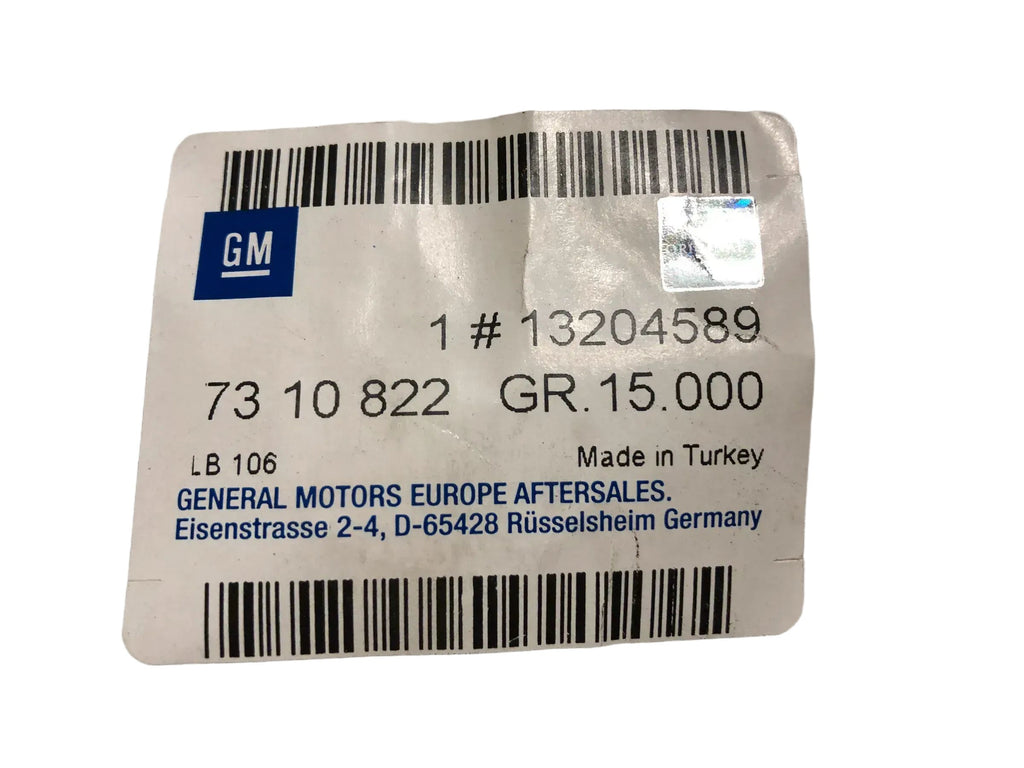 GM
1 # 13204589
73 10 822 GR. 15.000
LB 106 Made in Turkey
GENERAL MOTORS EUROPE AFTERSALES.
Eisenstrasse 2-4, D-65428 Rüsselsheim Germany